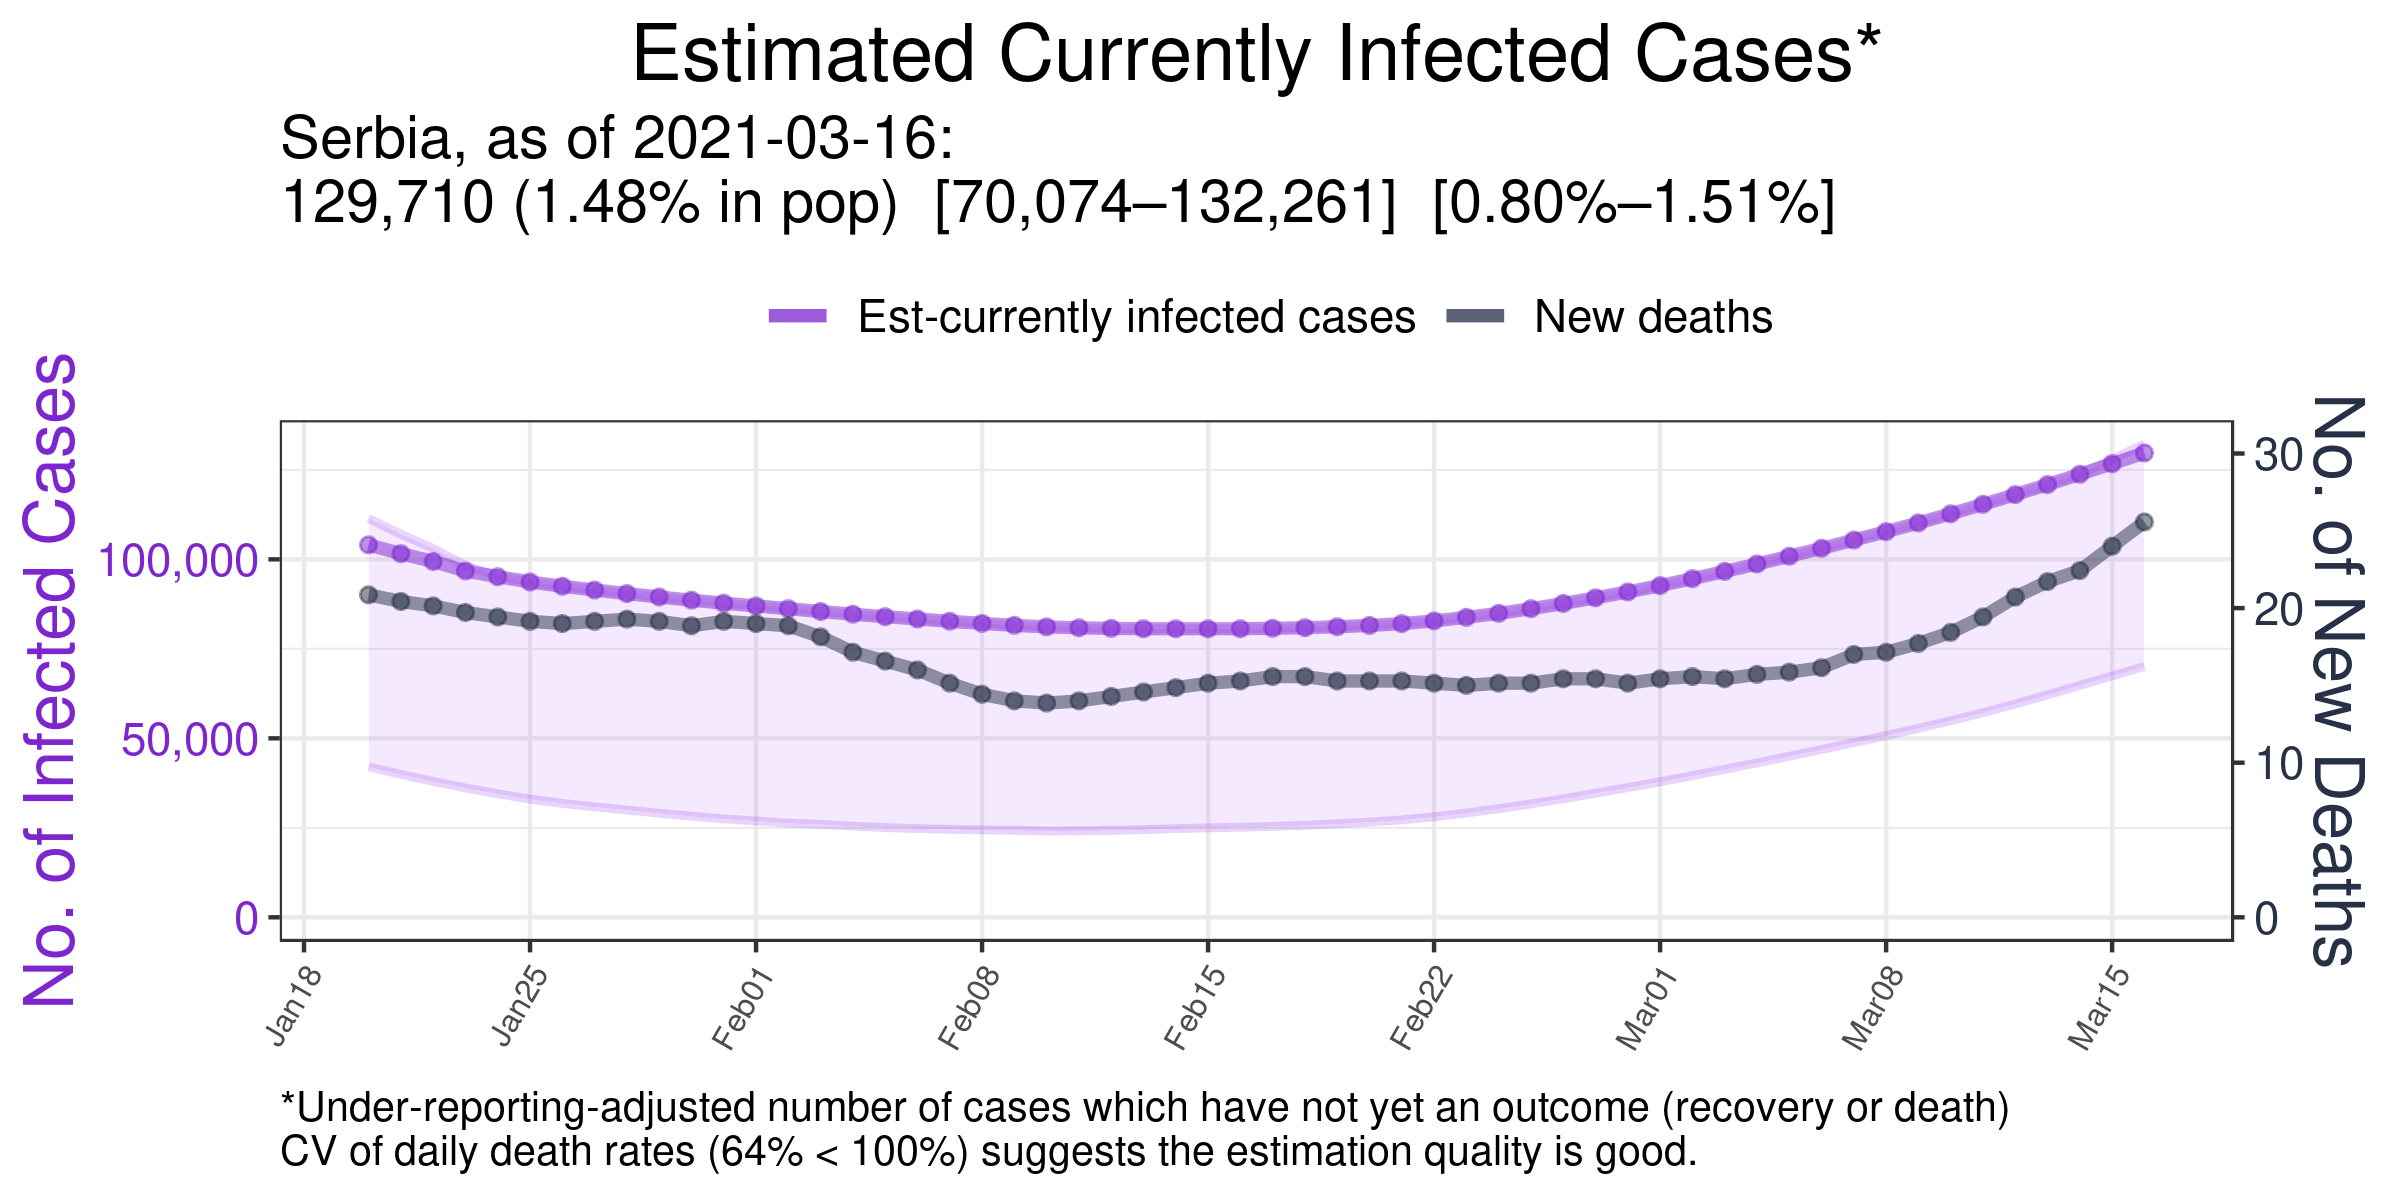 Estimated Currently Infected Cases*
Serbia, as of 2021-03-16:
129,710 (1.48% in pop)  [70,074–132,261]  [0.80%–1.51%]
Est-currently infected cases
New deaths
No. of Infected Cases
100,000
50,000
0
30
20
10
0
No. of New Deaths
Jan18
Jan25
Feb01
Feb08
Feb15
Feb22
Mar01
Mar08
Mar15
*Under-reporting-adjusted number of cases which have not yet an outcome (recovery or death)
CV of daily death rates (64% < 100%) suggests the estimation quality is good.